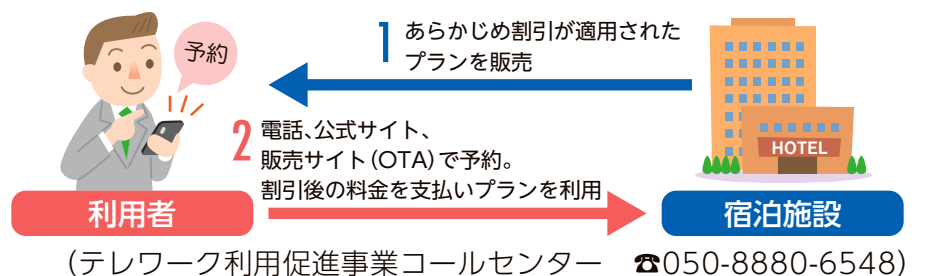 予約
1 あらかじめ割引が適用された
プランを販売
HOTEL
2 電話、公式サイト、
販売サイト(OTA)で予約。
割引後の料金を支払いプランを利用
利用者
宿泊施設
(テレワーク利用促進事業コールセンター ☎050-8880-6548)